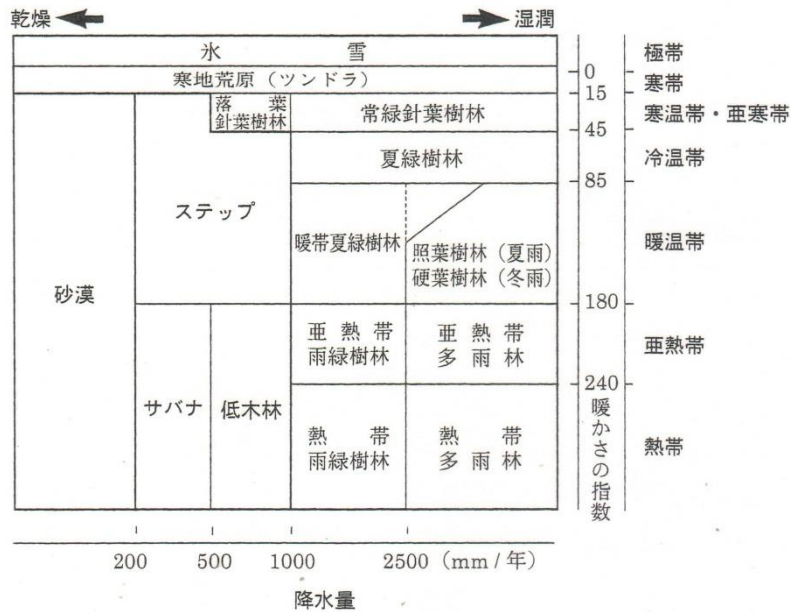 乾燥 湿潤
氷 雪
極帯
0
寒地荒原(ツンドラ)
寒帯
15
落 葉
針葉樹林
常緑針葉樹林
寒温帯・亜寒帯
45
夏緑樹林
冷温帯
85
ステップ
暖帯夏緑樹林
照葉樹林(夏雨)
硬葉樹林(冬雨)
暖温帯
砂漠
180
亜 熱 帯
雨緑樹林
亜 熱 帯
多 雨 林
亜熱帯
240
サバナ
低木林
熱 帯
雨緑樹林
熱 帯
多 雨 林
暖かさの指数
熱帯
200 500 1000 2500 (mm/年)
降水量